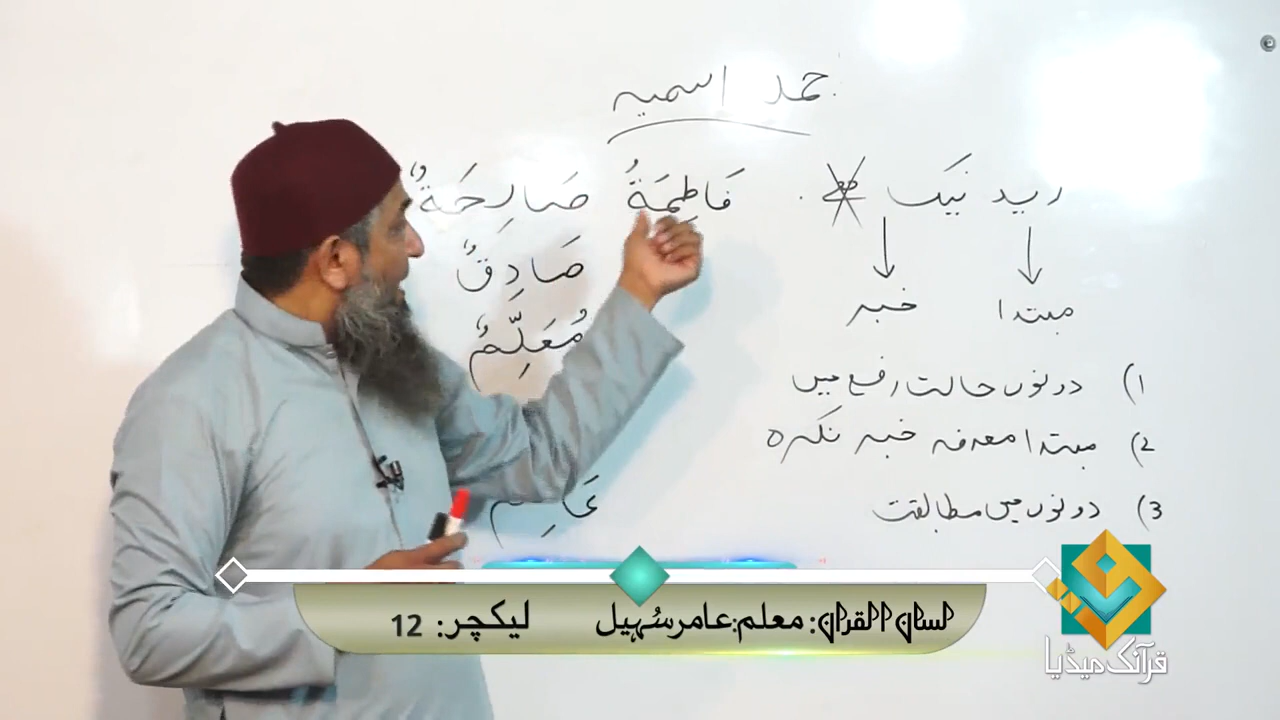 جملہ اسمیہ
زید نیک ہے ۔
مبتدا خبر
فَاطِمَةُ صَالِحَةٌ
صَادِقٌ
مُعَلِّمٌ
عَالِم
1) دونوں حالت رفع میں
2) مبتدا معرفہ خبر نکرہ
3) دونوں میں مطابقت
لسان القرآن: معلم: عامر سُہیل لیکچر: 12
قرآنک میڈیا